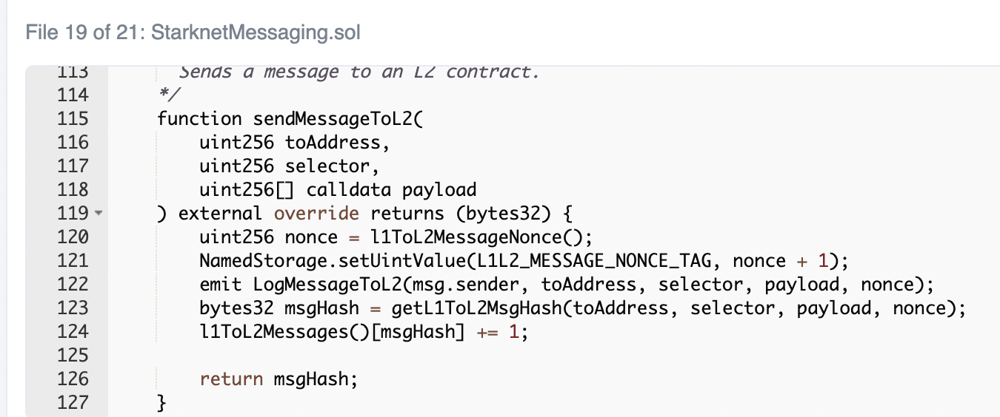 File 19 of 21: StarknetMessaging.sol
113 Sends a message to an L2 contract.
114 */
115 function sendMessageToL2(
116 uint256 toAddress,
117 uint256 selector,
118 uint256[] calldata payload
119 ) external override returns (bytes32) {
120 uint256 nonce = l1ToL2MessageNonce();
121 NamedStorage.setUintValue(L1L2_MESSAGE_NONCE_TAG, nonce + 1);
122 emit LogMessageToL2(msg.sender, toAddress, selector, payload, nonce);
123 bytes32 msgHash = getL1ToL2MsgHash(toAddress, selector, payload, nonce);
124 l1ToL2Messages()[msgHash] += 1;
125
126 return msgHash;
127 }